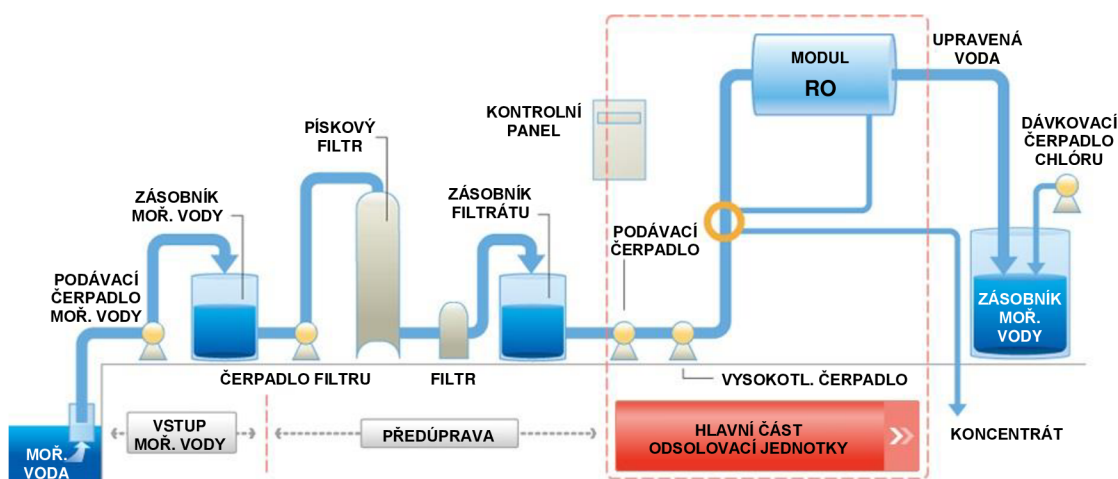 UPRAVENÁ
VODA
MODUL
RO
KONTROLNÍ
PANEL
DÁVKOVACÍ
ČERPADLO
CHLÓRU
PÍSKOVÝ
FILTR
ZÁSOBNÍK
MOŘ. VODY
ZÁSOBNÍK
FILTRÁTU
PODÁVACÍ
ČERPADLO
PODÁVACÍ
ČERPADLO
MOŘ. VODY
ZÁSOBNÍK
MOŘ.
VODY
ČERPADLO FILTRU
FILTR
VYSOKOTL. ČERPADLO
VSTUP
MOŘ. VODY
PŘEDÚPRAVA
HLAVNÍ ČÁST
ODSOLOVACÍ JEDNOTKY
KONCENTRÁT
MOŘ.
VODA